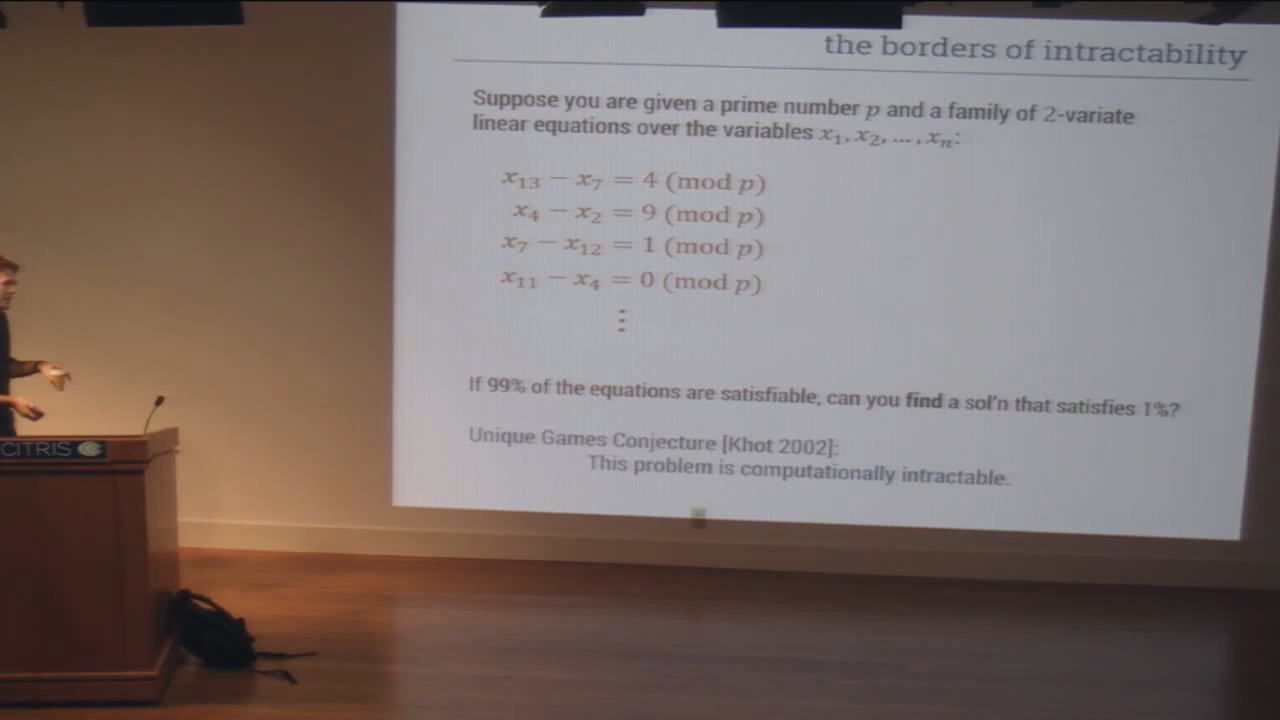 the borders of intractability
Suppose you are given a prime number p and a family of 2-variate
linear equations over the variables x₁, x₂, ... , xₙ:
x₁₃ − x₇ = 4 (mod p)
x₄ − x₂ = 9 (mod p)
x₇ − x₁₂ = 1 (mod p)
x₁₁ − x₄ = 0 (mod p)
⋮
If 99% of the equations are satisfiable, can you find a sol'n that satisfies 1%?
Unique Games Conjecture [Khot 2002]:
This problem is computationally intractable.
CITRIS